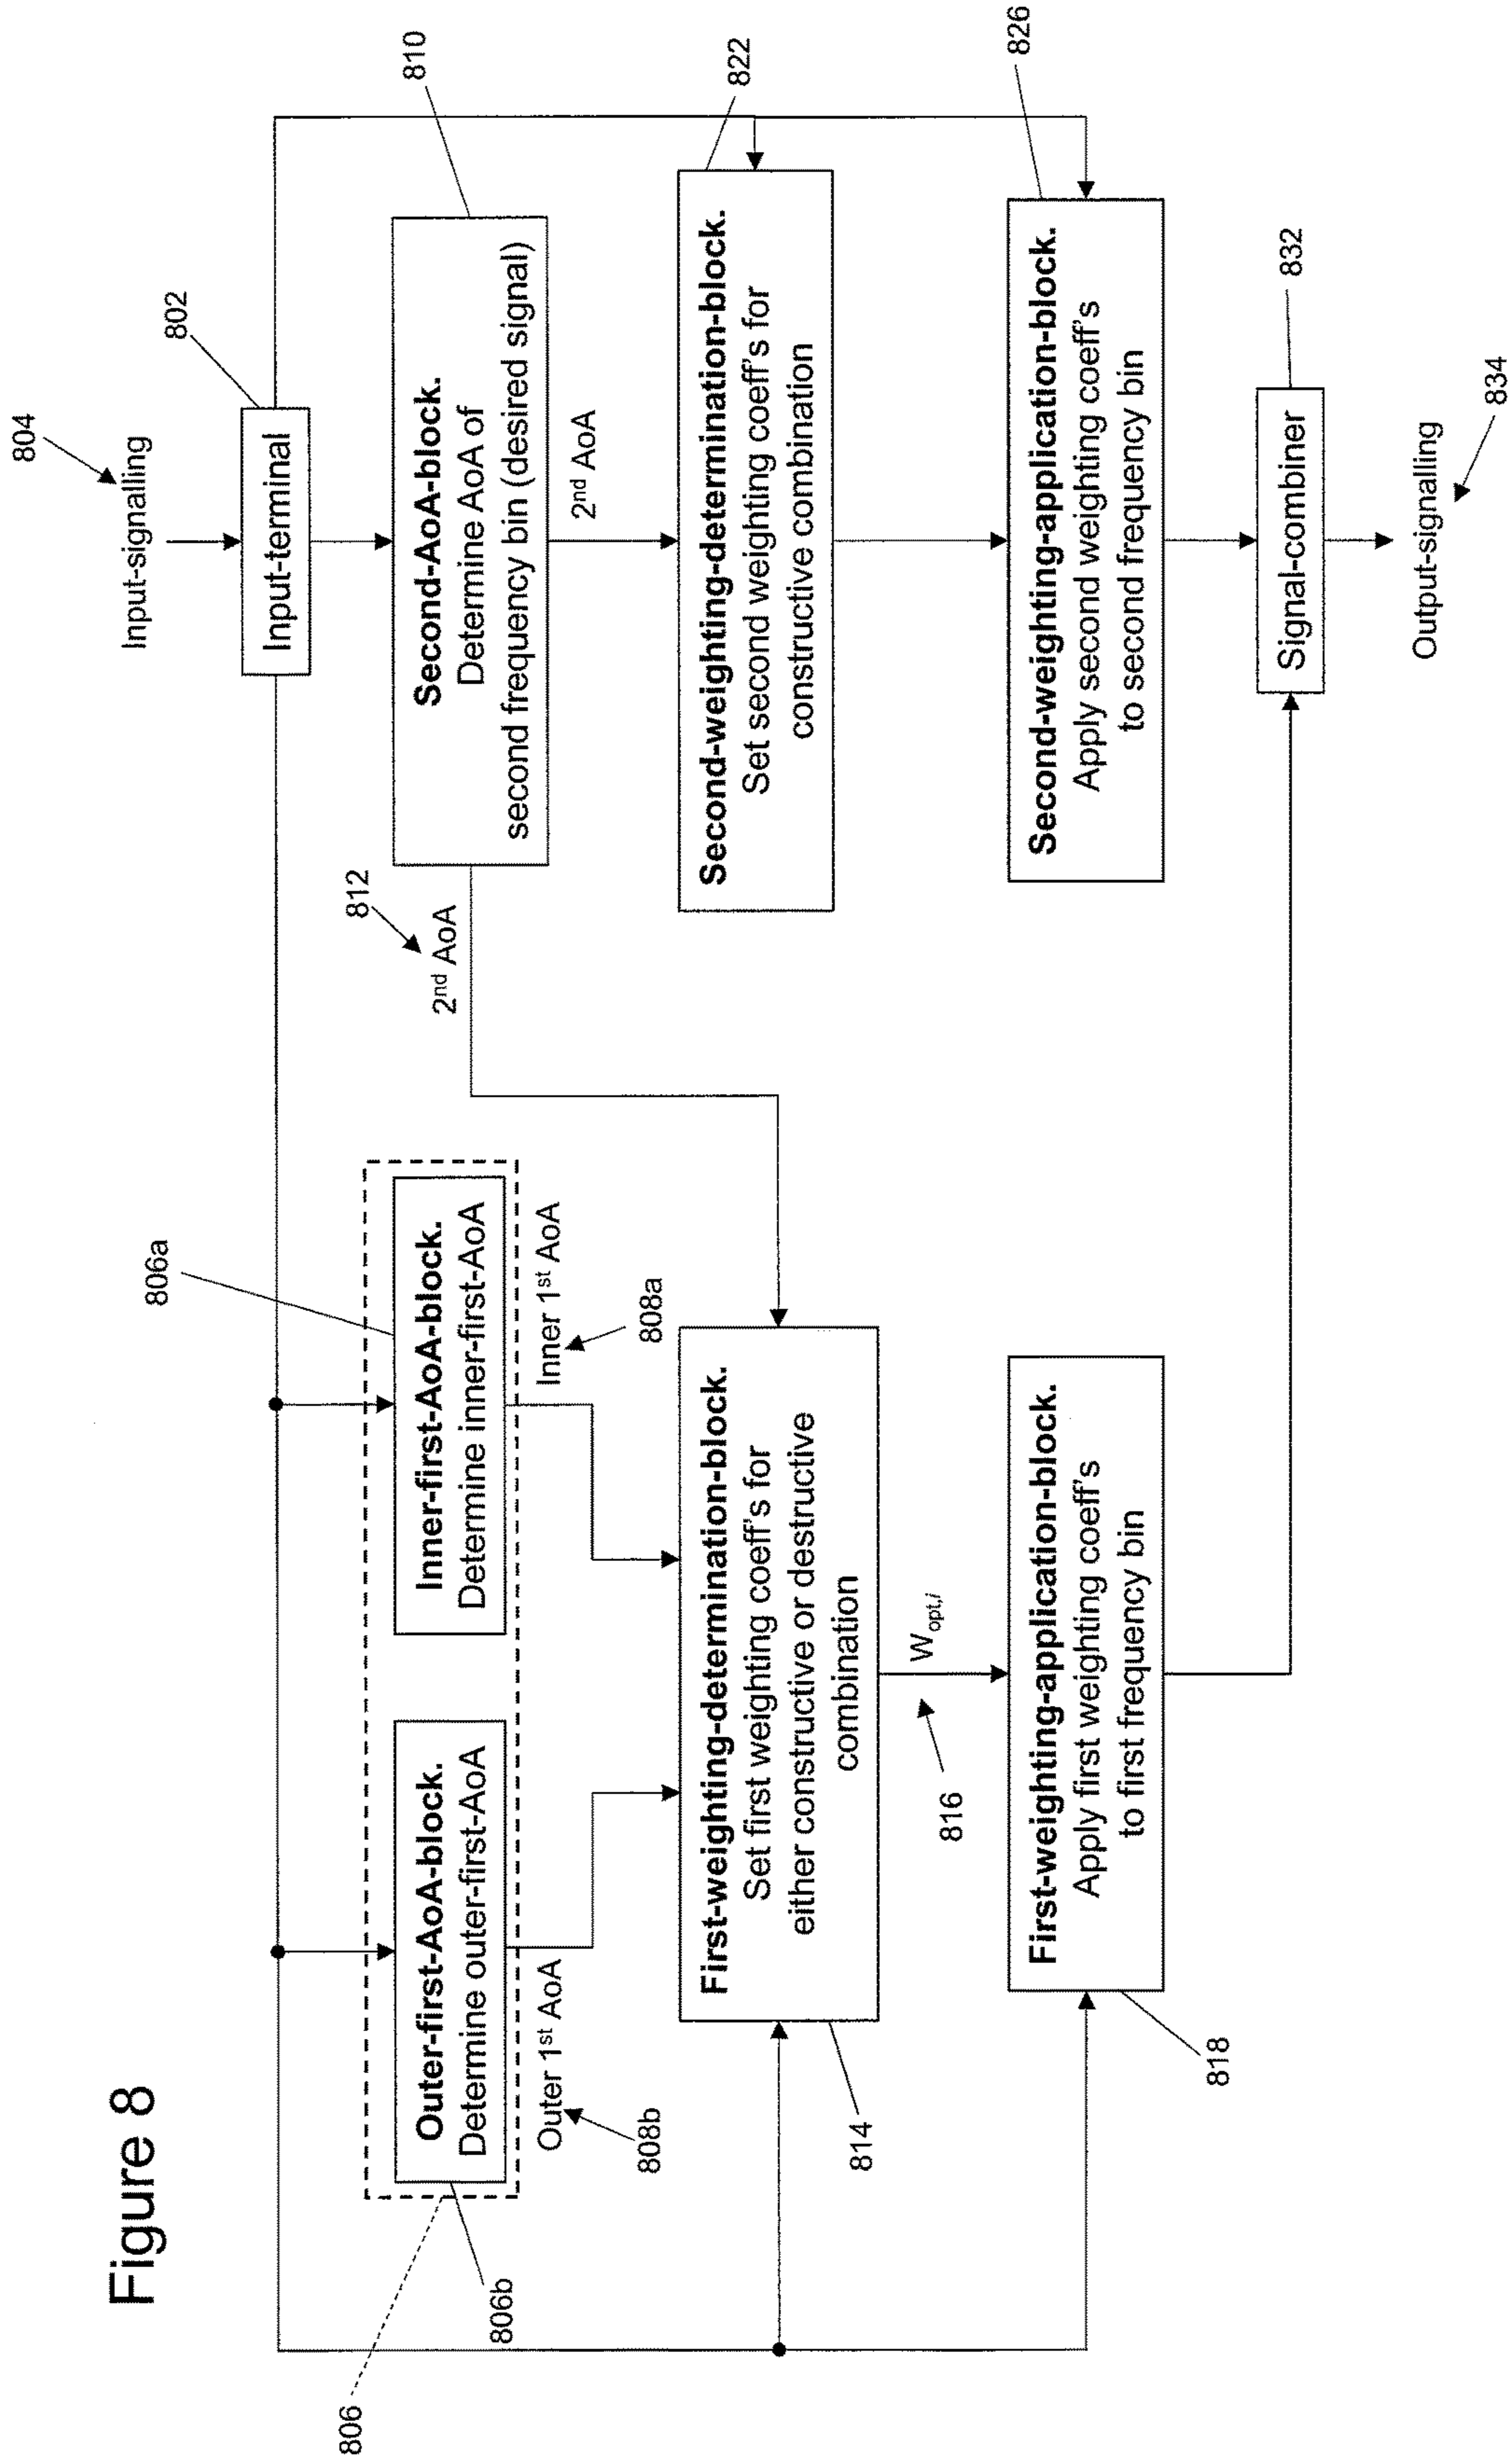 Figure 8
804
Input-signalling
802
Input-terminal
806
806b
Outer-first-AoA-block.
Determine outer-first-AoA
806a
Inner-first-AoA-block.
Determine inner-first-AoA
810
Second-AoA-block.
Determine AoA of
second frequency bin (desired signal)
Outer 1st AoA
808b
Inner 1st AoA
808a
812
2nd AoA
2nd AoA
814
First-weighting-determination-block.
Set first weighting coeff's for
either constructive or destructive
combination
822
Second-weighting-determination-block.
Set second weighting coeff's for
constructive combination
816
Wopt,i
818
First-weighting-application-block.
Apply first weighting coeff's
to first frequency bin
826
Second-weighting-application-block.
Apply second weighting coeff's
to second frequency bin
832
Signal-combiner
Output-signalling
834